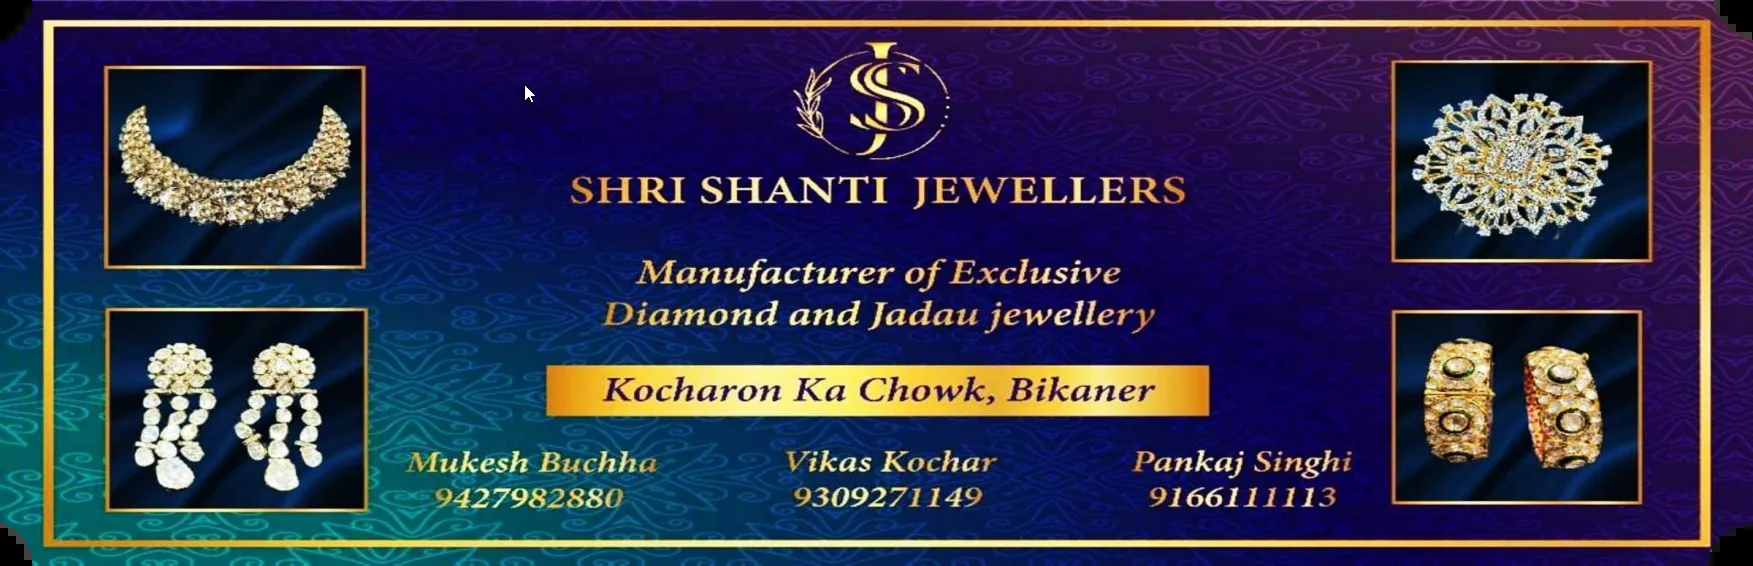 SJS
SHRI SHANTI JEWELLERS
Manufacturer of Exclusive
Diamond and Jadau jewellery
Kocharon Ka Chowk, Bikaner
Mukesh Buchha Vikas Kochar Pankaj Singhi
9427982880 9309271149 9166111113